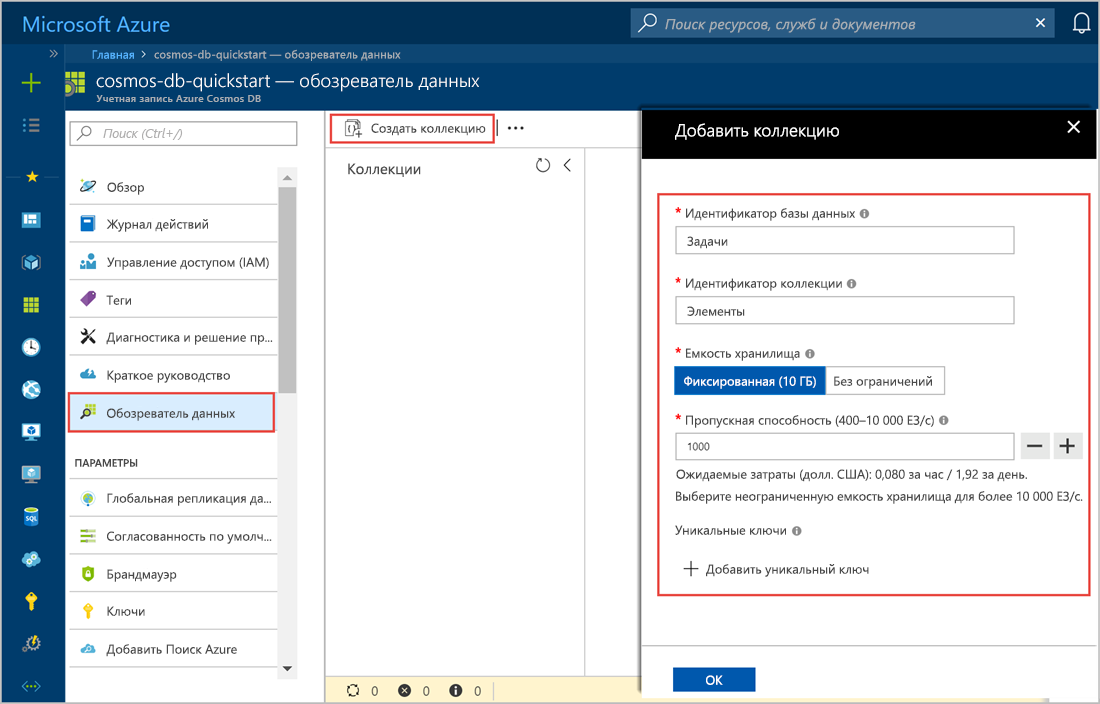 Microsoft Azure
Поиск ресурсов, служб и документов
Главная > cosmos-db-quickstart — обозреватель данных
cosmos-db-quickstart — обозреватель данных
Учетная запись Azure Cosmos DB
Поиск (Ctrl+/)
Обзор
Журнал действий
Управление доступом (IAM)
Теги
Диагностика и решение пр...
Краткое руководство
Обозреватель данных
ПАРАМЕТРЫ
Глобальная репликация да...
Согласованность по умолч...
Брандмауэр
Ключи
Добавить Поиск Azure
SQL
Создать коллекцию
Коллекции
0 0 0
Добавить коллекцию
* Идентификатор базы данных
Задачи
* Идентификатор коллекции
Элементы
* Емкость хранилища
Фиксированная (10 ГБ) Без ограничений
* Пропускная способность (400–10 000 ЕЗ/с)
1000
Ожидаемые затраты (долл. США): 0,080 за час / 1,92 за день.
Выберите неограниченную емкость хранилища для более 10 000 ЕЗ/с.
Уникальные ключи
Добавить уникальный ключ
ОК